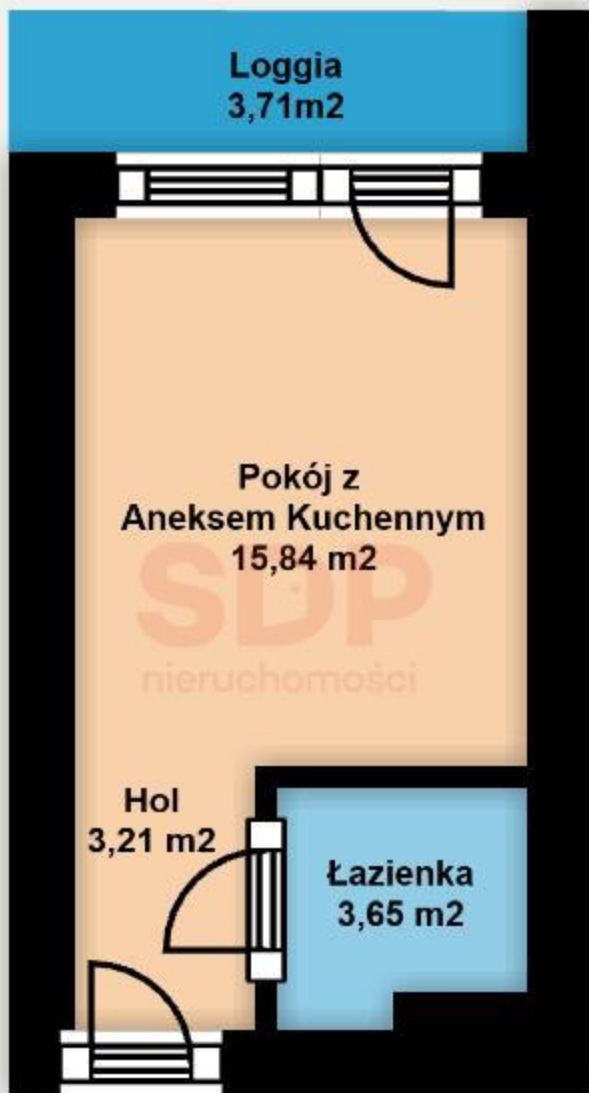 Loggia
3,71m2
Pokój z
Aneksem Kuchennym
15,84 m2
SDP
nieruchomości
Hol
3,21 m2
Łazienka
3,65 m2